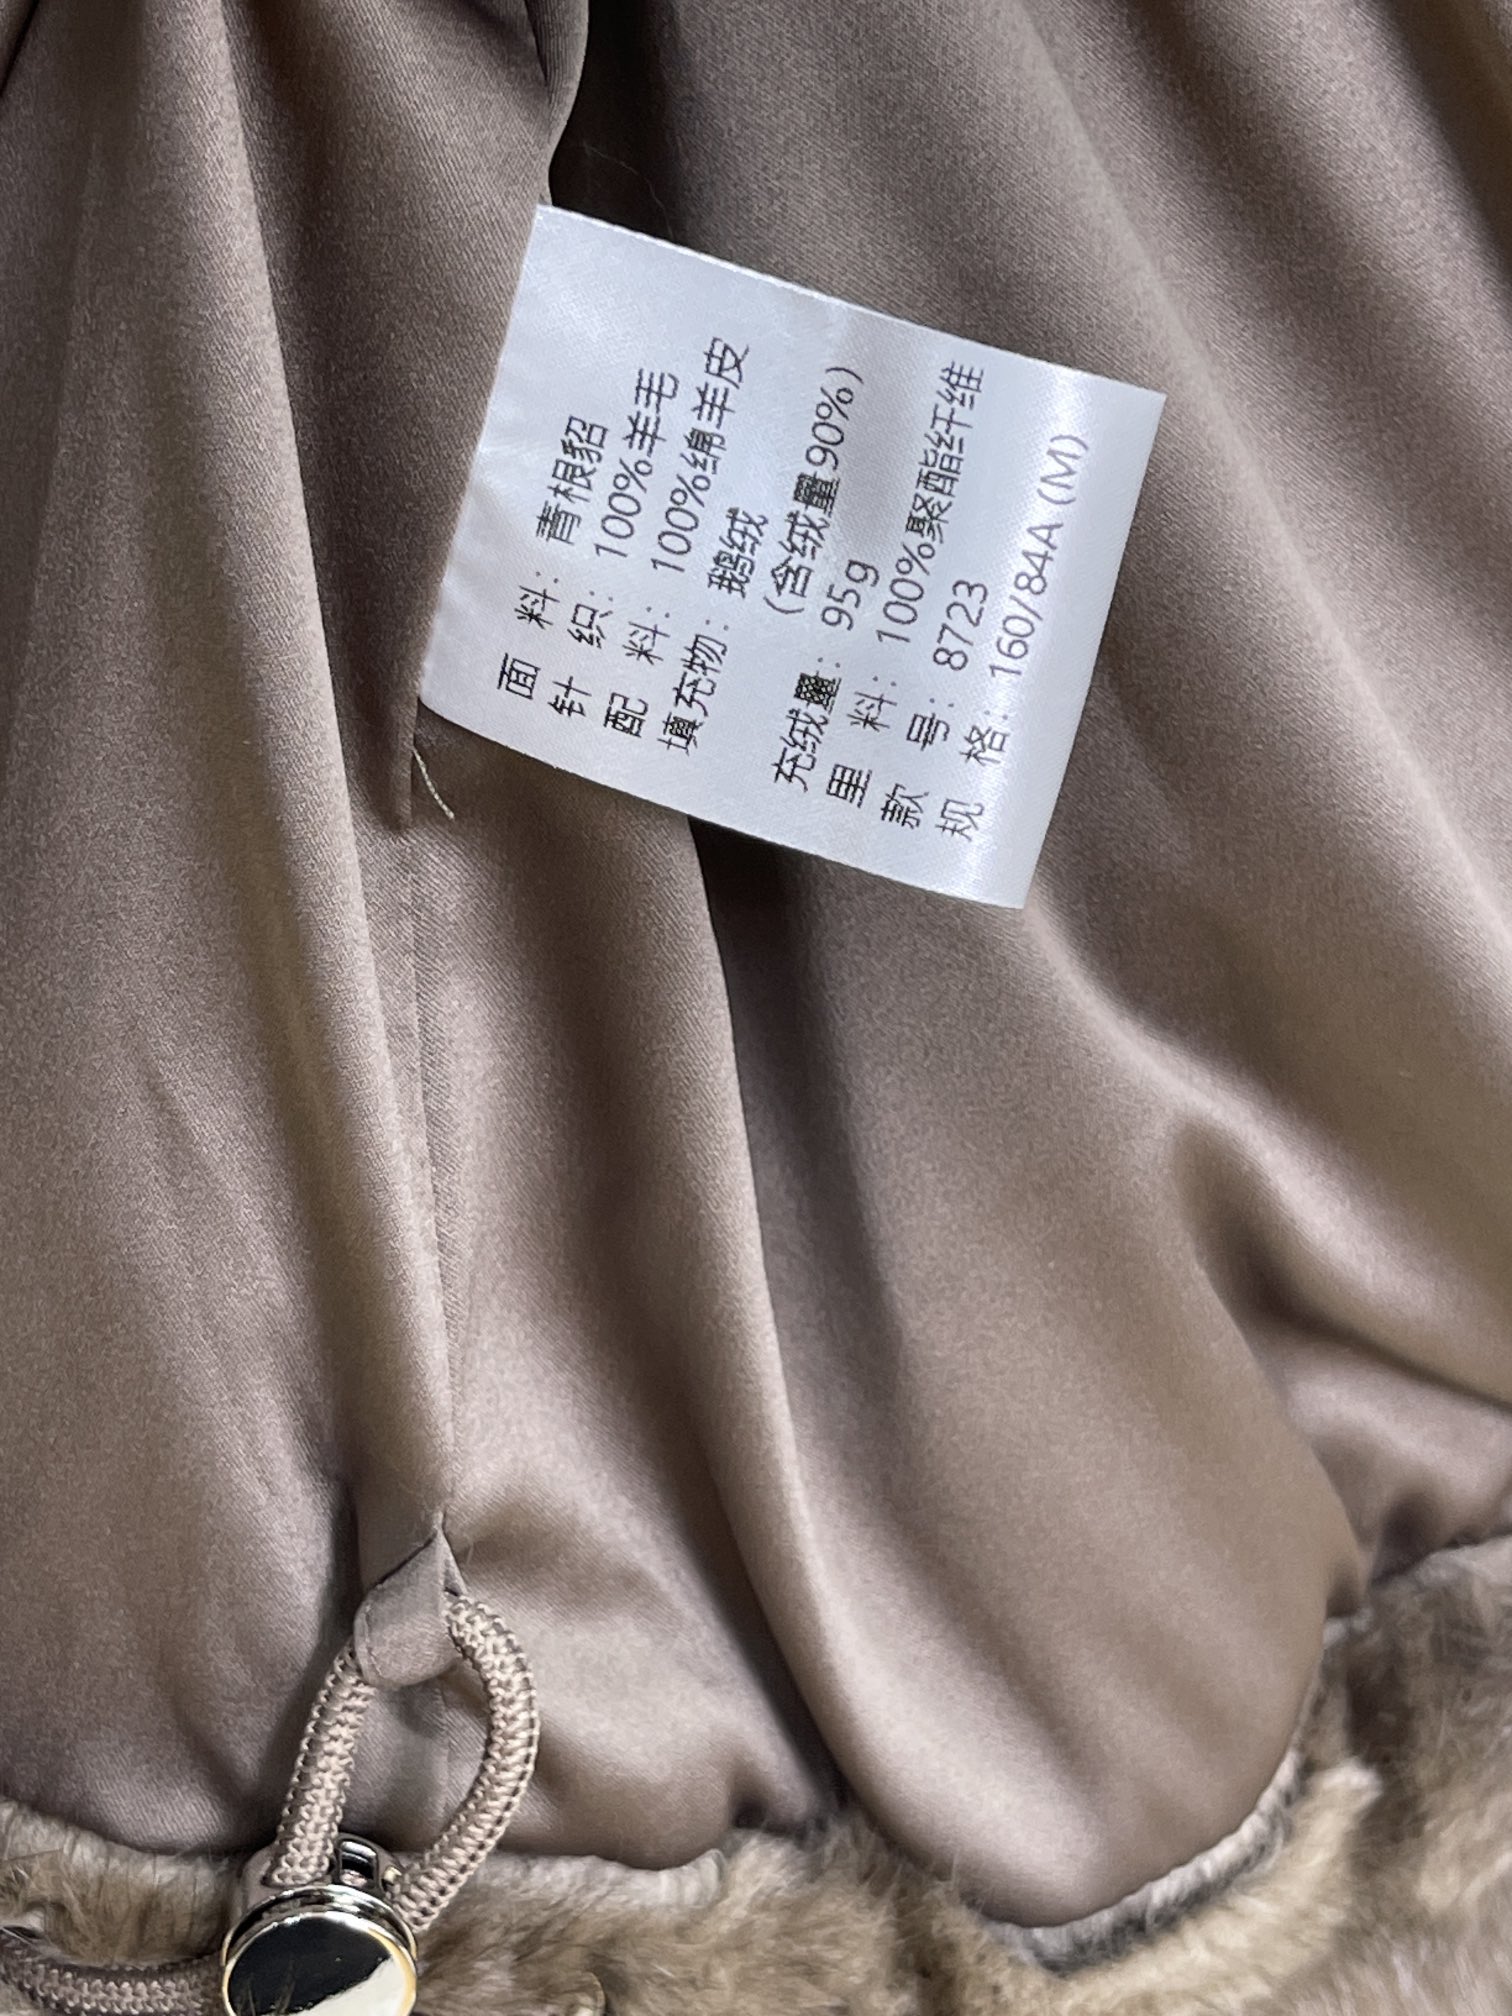 面 料：青根貂
针 织：100%羊毛
配 料：100%绵羊皮
填充物：鹅绒
（含绒量90%）
充绒量：95g
里 料：100%聚酯纤维
款 号：8723
规 格：160/84A (M)